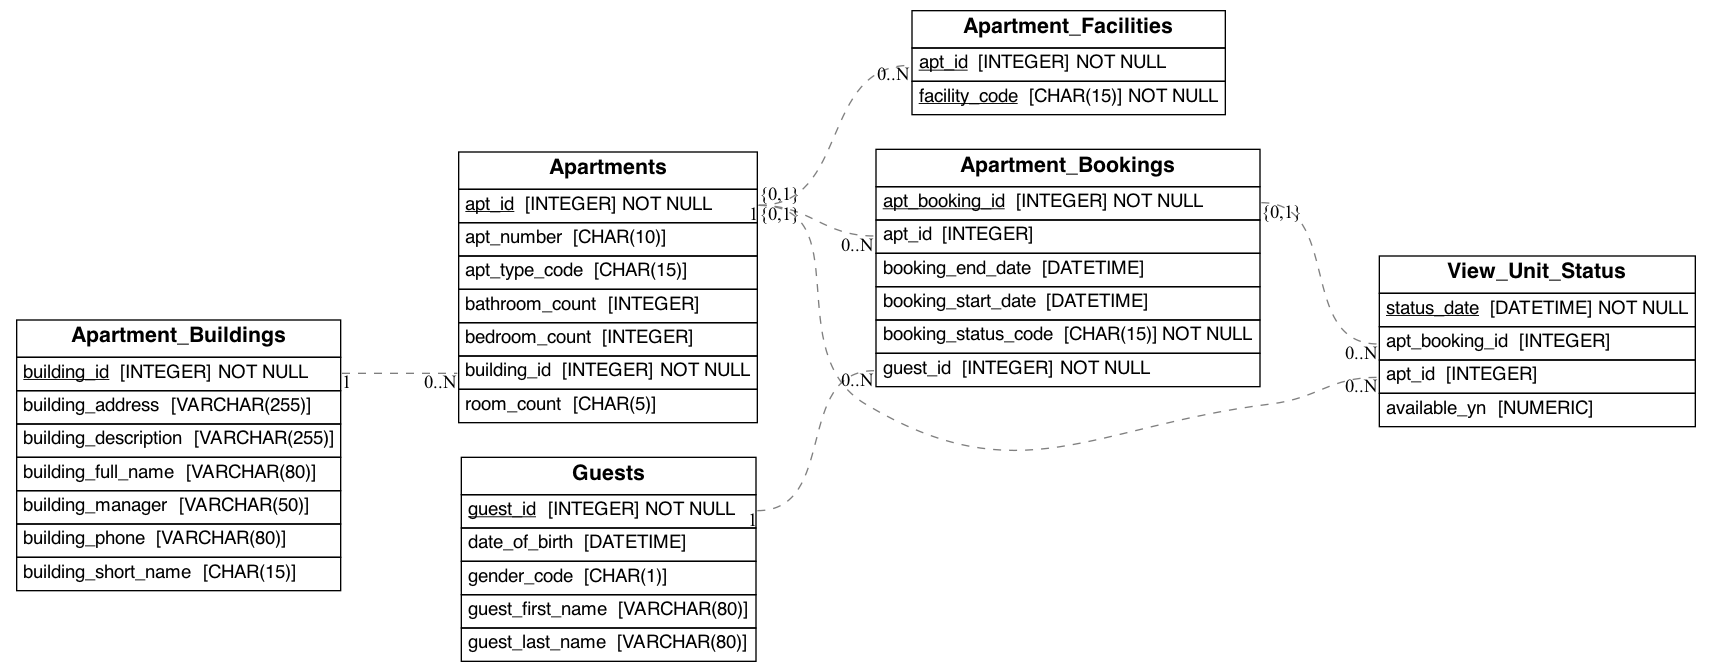 Apartment_Facilities
apt_id [INTEGER] NOT NULL
facility_code [CHAR(15)] NOT NULL
0..N
Apartments
apt_id [INTEGER] NOT NULL
apt_number [CHAR(10)]
apt_type_code [CHAR(15)]
bathroom_count [INTEGER]
bedroom_count [INTEGER]
building_id [INTEGER] NOT NULL
room_count [CHAR(5)]
{0,1}
1
{0,1}
0..N
Apartment_Bookings
apt_booking_id [INTEGER] NOT NULL
apt_id [INTEGER]
booking_end_date [DATETIME]
booking_start_date [DATETIME]
booking_status_code [CHAR(15)] NOT NULL
guest_id [INTEGER] NOT NULL
{0,1}
0..N
0..N
View_Unit_Status
status_date [DATETIME] NOT NULL
apt_booking_id [INTEGER]
apt_id [INTEGER]
available_yn [NUMERIC]
0..N
0..N
Apartment_Buildings
building_id [INTEGER] NOT NULL
building_address [VARCHAR(255)]
building_description [VARCHAR(255)]
building_full_name [VARCHAR(80)]
building_manager [VARCHAR(50)]
building_phone [VARCHAR(80)]
building_short_name [CHAR(15)]
1
Guests
guest_id [INTEGER] NOT NULL
date_of_birth [DATETIME]
gender_code [CHAR(1)]
guest_first_name [VARCHAR(80)]
guest_last_name [VARCHAR(80)]
1